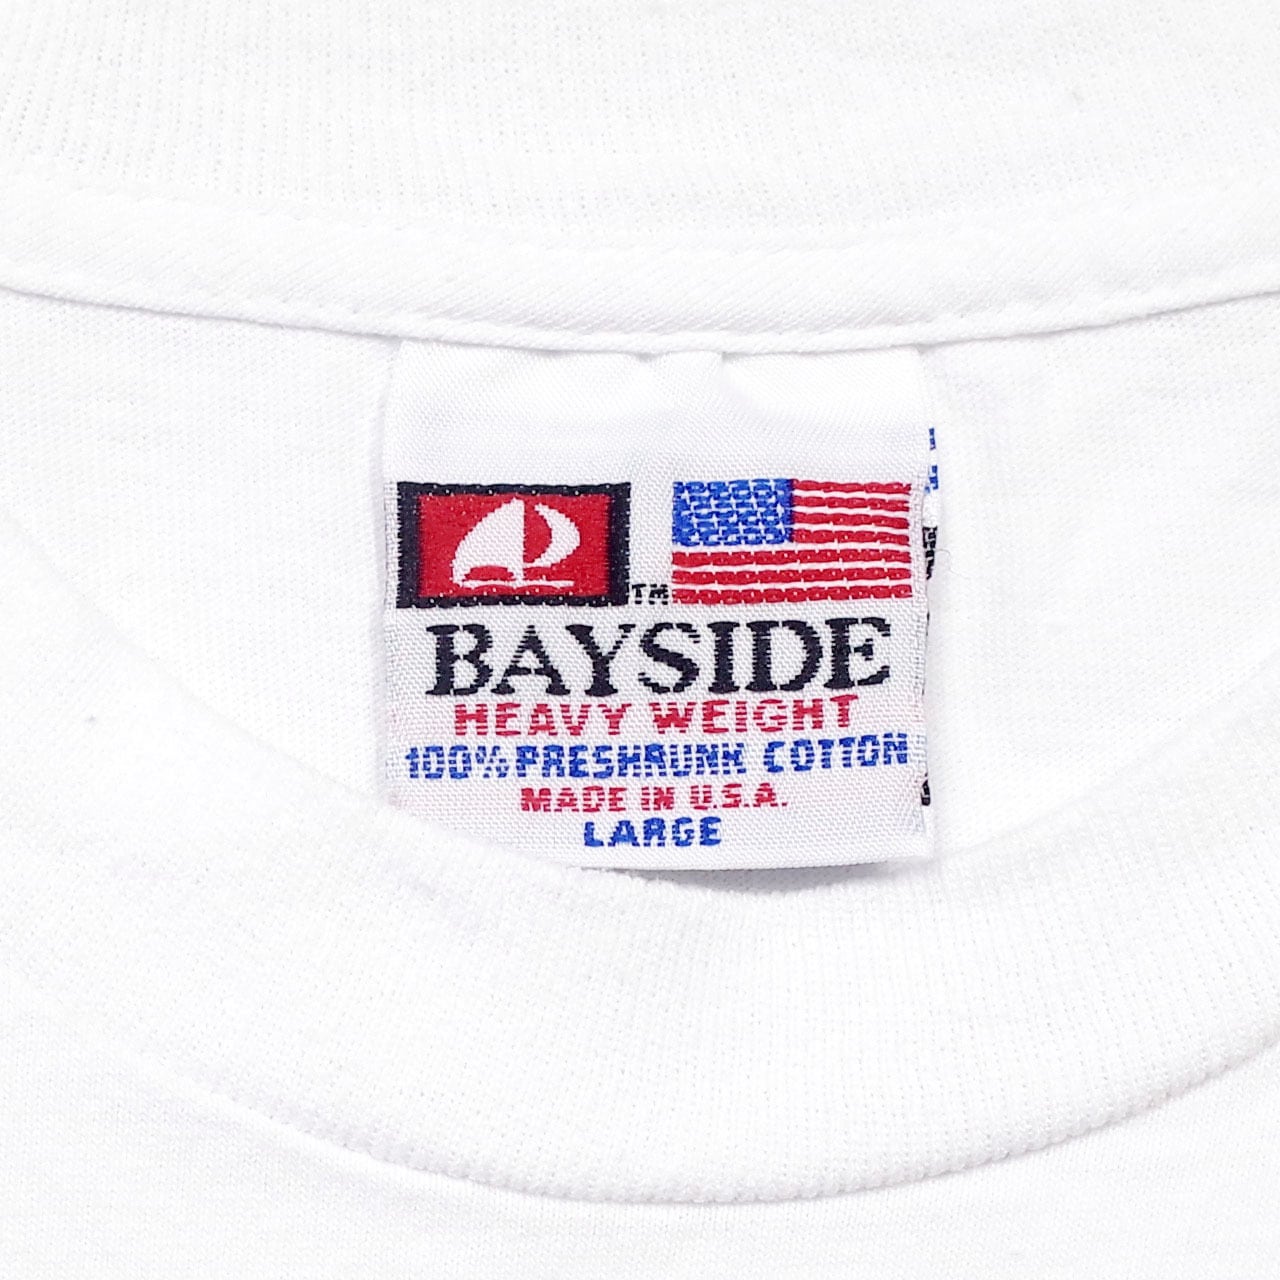 TM
BAYSIDE
HEAVY WEIGHT
100% PRESHRUNK COTTON
MADE IN U.S.A.
LARGE